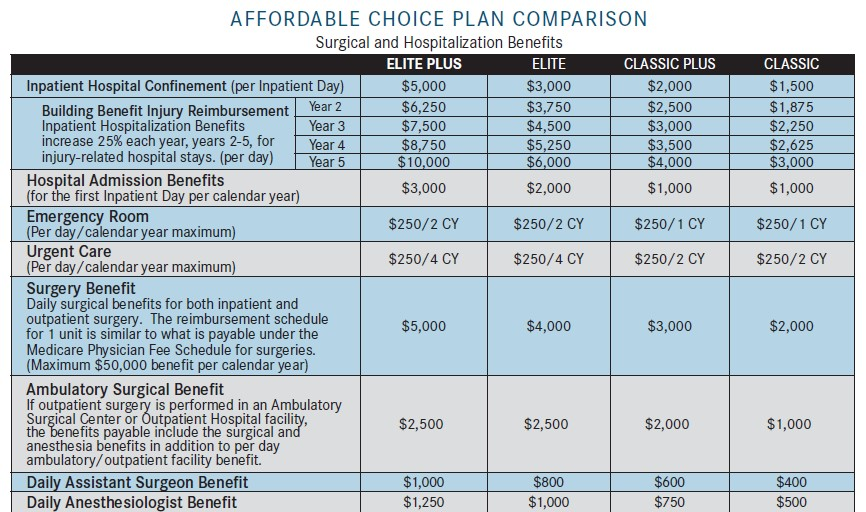 AFFORDABLE CHOICE PLAN COMPARISON
Surgical and Hospitalization Benefits
ELITE PLUS ELITE CLASSIC PLUS CLASSIC
Inpatient Hospital Confinement (per Inpatient Day) $5,000 $3,000 $2,000 $1,500
Building Benefit Injury Reimbursement Year 2 $6,250 $3,750 $2,500 $1,875
Inpatient Hospitalization Benefits Year 3 $7,500 $4,500 $3,000 $2,250
increase 25% each year, years 2-5, for Year 4 $8,750 $5,250 $3,500 $2,625
injury-related hospital stays. (per day) Year 5 $10,000 $6,000 $4,000 $3,000
Hospital Admission Benefits
(for the first Inpatient Day per calendar year) $3,000 $2,000 $1,000 $1,000
Emergency Room
(Per day/calendar year maximum) $250/2 CY $250/2 CY $250/1 CY $250/1 CY
Urgent Care
(Per day/calendar year maximum) $250/4 CY $250/4 CY $250/2 CY $250/2 CY
Surgery Benefit
Daily surgical benefits for both inpatient and
outpatient surgery. The reimbursement schedule
for 1 unit is similar to what is payable under the
Medicare Physician Fee Schedule for surgeries.
(Maximum $50,000 benefit per calendar year)
$5,000 $4,000 $3,000 $2,000
Ambulatory Surgical Benefit
If outpatient surgery is performed in an Ambulatory
Surgical Center or Outpatient Hospital facility,
the benefits payable include the surgical and
anesthesia benefits in addition to per day
ambulatory/outpatient facility benefit.
$2,500 $2,500 $2,000 $1,000
Daily Assistant Surgeon Benefit $1,000 $800 $600 $400
Daily Anesthesiologist Benefit $1,250 $1,000 $750 $500